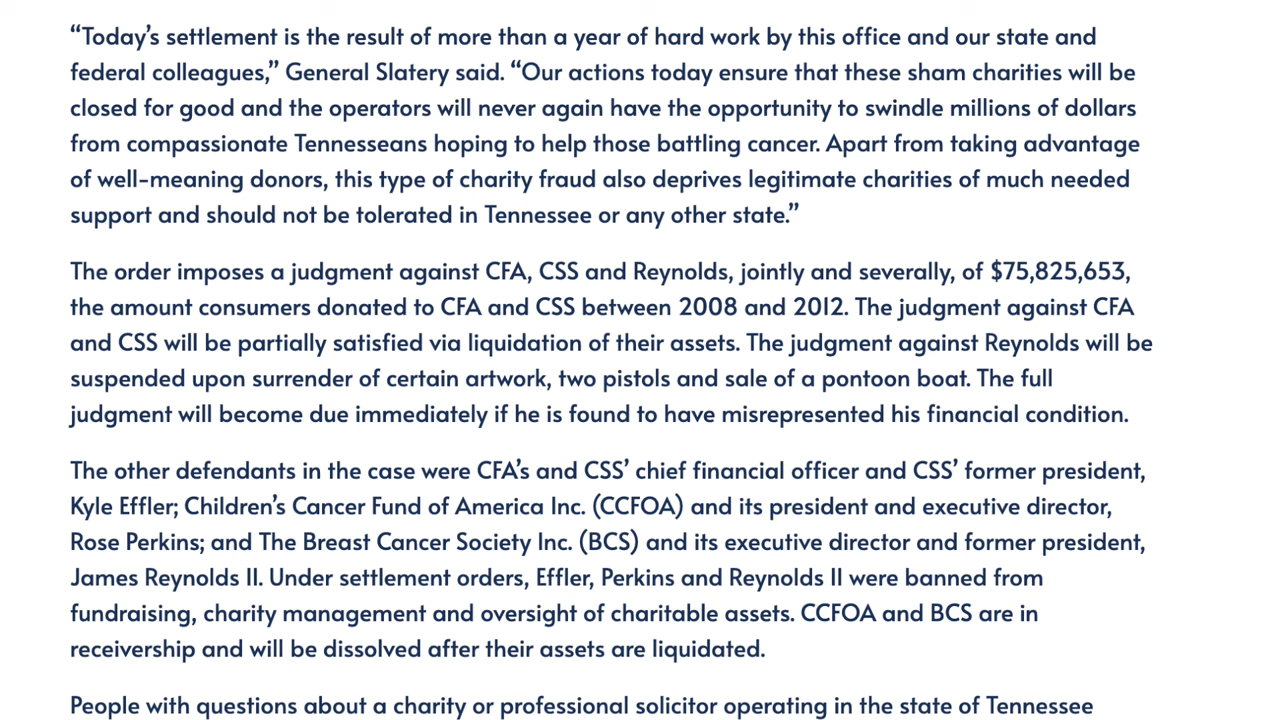 “Today’s settlement is the result of more than a year of hard work by this office and our state and
federal colleagues,” General Slatery said. “Our actions today ensure that these sham charities will be
closed for good and the operators will never again have the opportunity to swindle millions of dollars
from compassionate Tennesseans hoping to help those battling cancer. Apart from taking advantage
of well-meaning donors, this type of charity fraud also deprives legitimate charities of much needed
support and should not be tolerated in Tennessee or any other state.”
The order imposes a judgment against CFA, CSS and Reynolds, jointly and severally, of $75,825,653,
the amount consumers donated to CFA and CSS between 2008 and 2012. The judgment against CFA
and CSS will be partially satisfied via liquidation of their assets. The judgment against Reynolds will be
suspended upon surrender of certain artwork, two pistols and sale of a pontoon boat. The full
judgment will become due immediately if he is found to have misrepresented his financial condition.
The other defendants in the case were CFA’s and CSS’ chief financial officer and CSS’ former president,
Kyle Effler; Children’s Cancer Fund of America Inc. (CCFOA) and its president and executive director,
Rose Perkins; and The Breast Cancer Society Inc. (BCS) and its executive director and former president,
James Reynolds II. Under settlement orders, Effler, Perkins and Reynolds II were banned from
fundraising, charity management and oversight of charitable assets. CCFOA and BCS are in
receivership and will be dissolved after their assets are liquidated.
People with questions about a charity or professional solicitor operating in the state of Tennessee